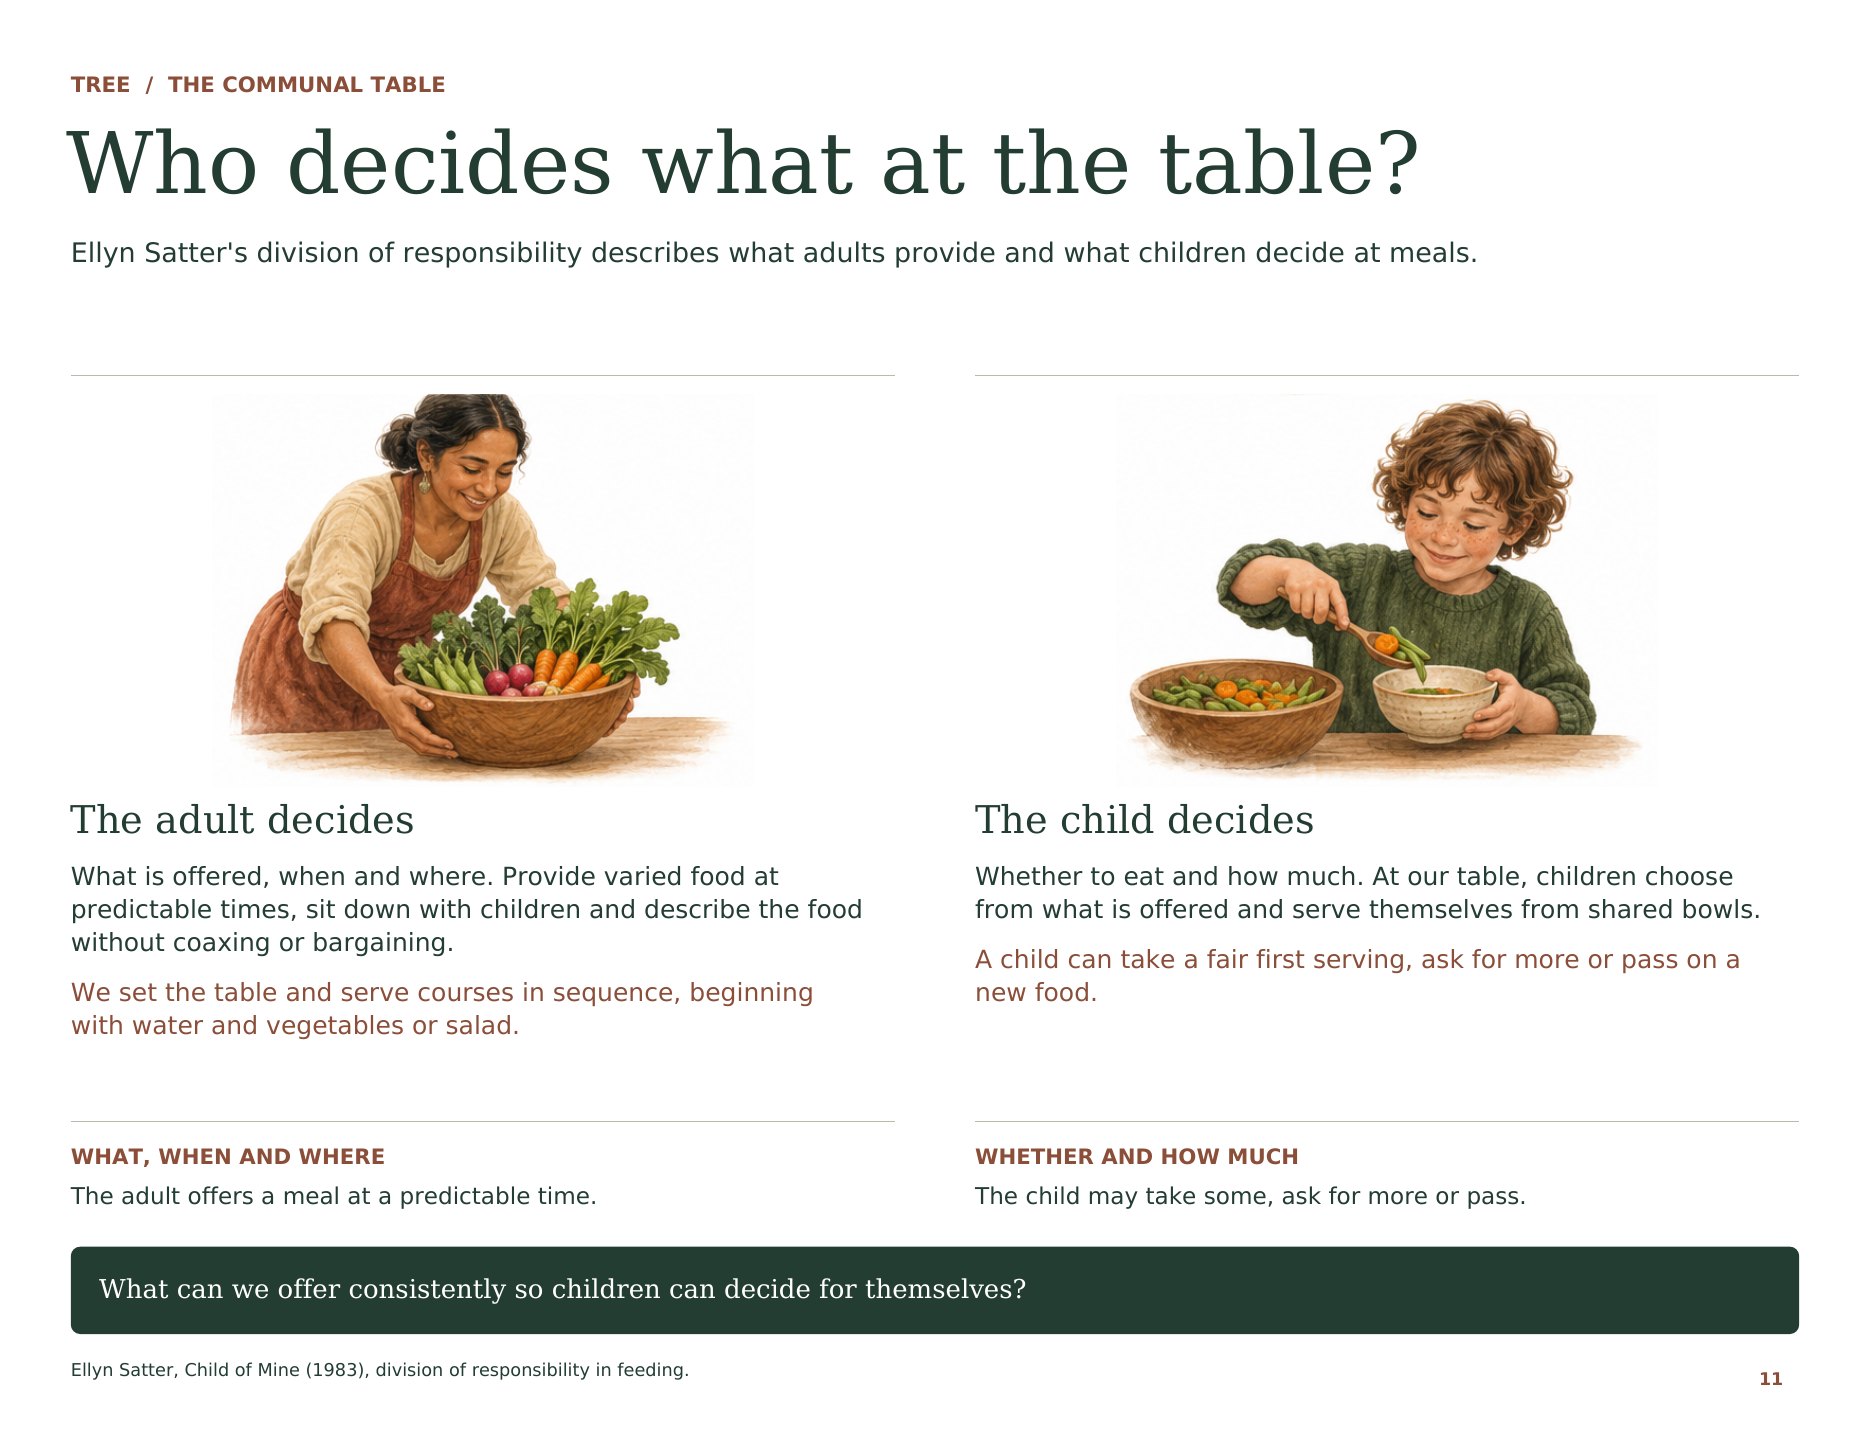 TREE / THE COMMUNAL TABLE
Who decides what at the table?
Ellyn Satter's division of responsibility describes what adults provide and what children decide at meals.
The adult decides
What is offered, when and where. Provide varied food at
predictable times, sit down with children and describe the food
without coaxing or bargaining.
We set the table and serve courses in sequence, beginning
with water and vegetables or salad.
WHAT, WHEN AND WHERE
The adult offers a meal at a predictable time.
The child decides
Whether to eat and how much. At our table, children choose
from what is offered and serve themselves from shared bowls.
A child can take a fair first serving, ask for more or pass on a
new food.
WHETHER AND HOW MUCH
The child may take some, ask for more or pass.
What can we offer consistently so children can decide for themselves?
Ellyn Satter, Child of Mine (1983), division of responsibility in feeding.
11